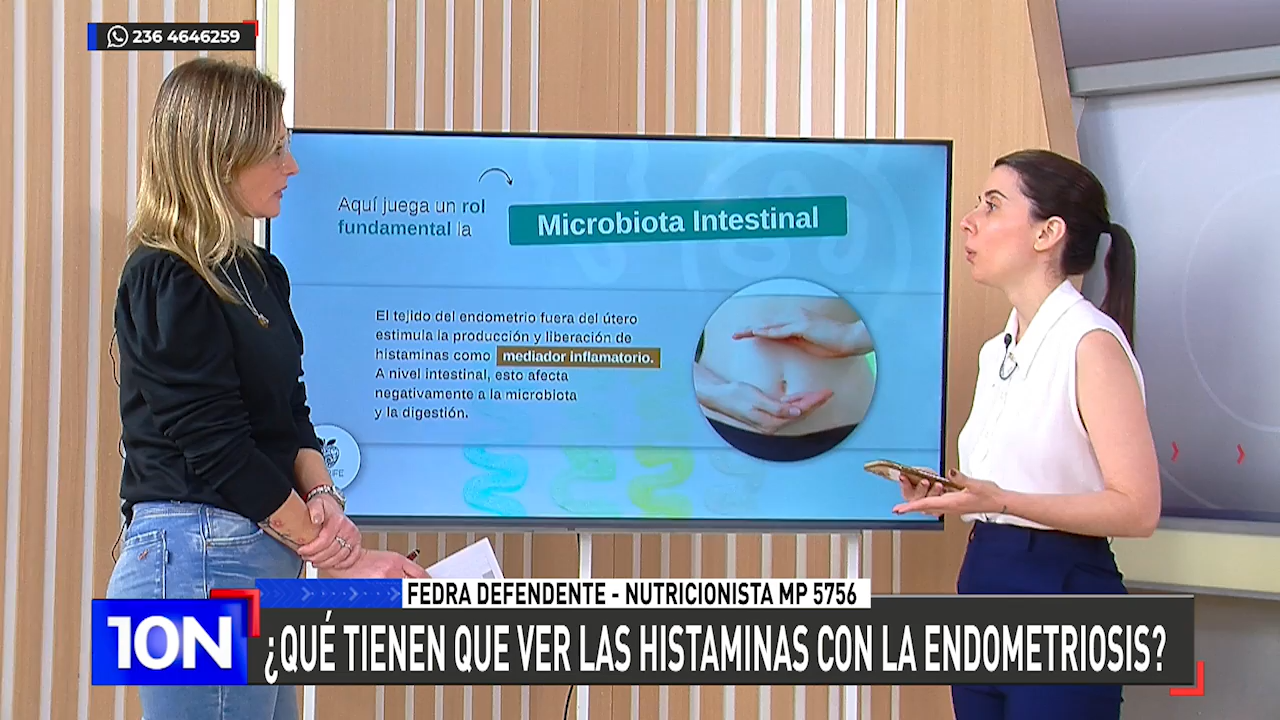 236 4646259
Aquí juega un rol
fundamental la
Microbiota Intestinal
El tejido del endometrio fuera del útero
estimula la producción y liberación de
histaminas como mediador inflamatorio.
A nivel intestinal, esto afecta
negativamente a la microbiota
y la digestión.
FEDRA DEFENDENTE - NUTRICIONISTA MP 5756
10N
¿QUÉ TIENEN QUE VER LAS HISTAMINAS CON LA ENDOMETRIOSIS?